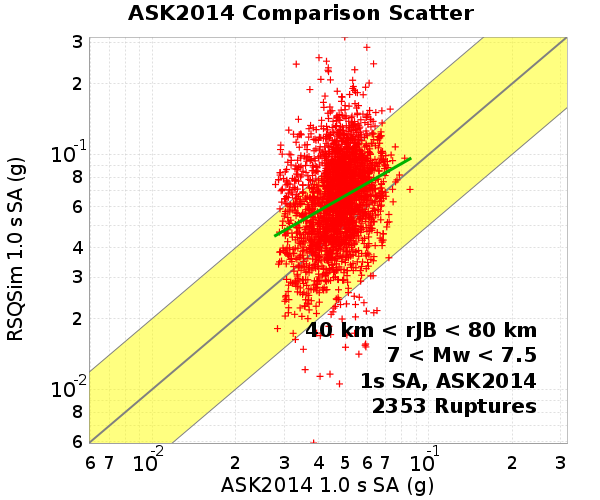 ASK2014 Comparison Scatter
RSQSim 1.0 s SA (g)
3
2
10-1
8
6
4
3
2
10-2
8
6
40 km < rJB < 80 km
7 < Mw < 7.5
1s SA, ASK2014
2353 Ruptures
6 7 10-2 2 3 4 5 6 7 10-1 2 3
ASK2014 1.0 s SA (g)